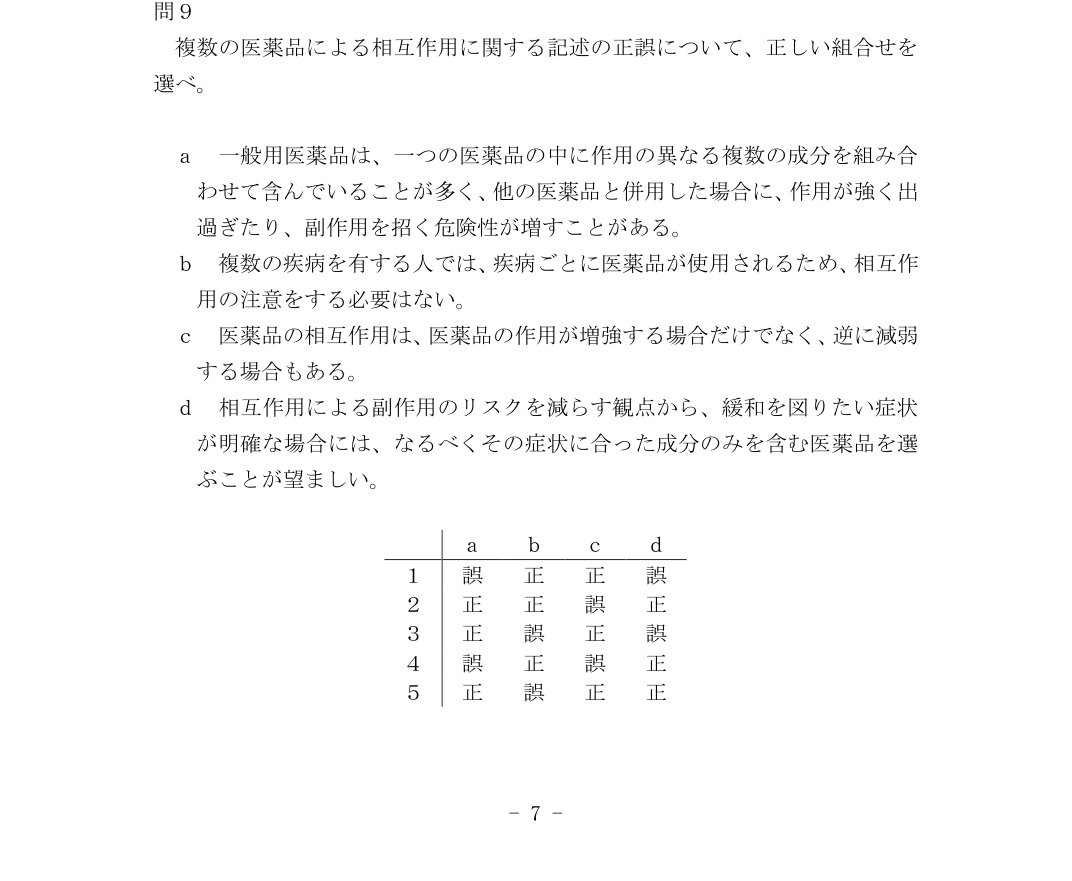 問９
複数の医薬品による相互作用に関する記述の正誤について、正しい組合せを
選べ。
a　一般用医薬品は、一つの医薬品の中に作用の異なる複数の成分を組み合
わせて含んでいることが多く、他の医薬品と併用した場合に、作用が強く出
過ぎたり、副作用を招く危険性が増すことがある。
b　複数の疾病を有する人では、疾病ごとに医薬品が使用されるため、相互作
用の注意をする必要はない。
c　医薬品の相互作用は、医薬品の作用が増強する場合だけでなく、逆に減弱
する場合もある。
d　相互作用による副作用のリスクを減らす観点から、緩和を図りたい症状
が明確な場合には、なるべくその症状に合った成分のみを含む医薬品を選
ぶことが望ましい。
a b c d
1 誤 正 正 誤
2 正 正 誤 正
3 正 誤 正 誤
4 誤 正 誤 正
5 正 誤 正 正
− 7 −